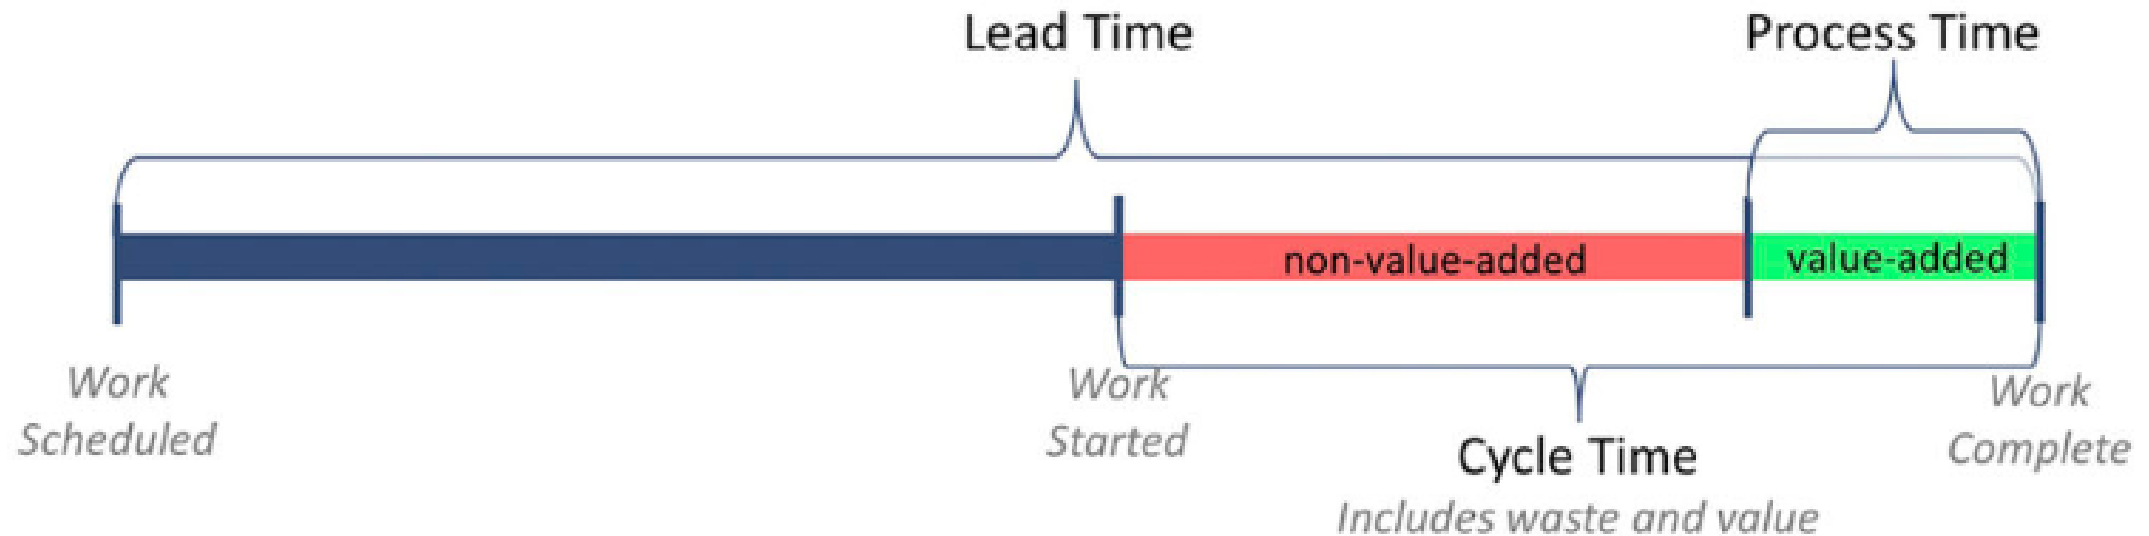 Lead Time
Process Time
non-value-added
value-added
Work
Scheduled
Work
Started
Work
Complete
Cycle Time
Includes waste and value